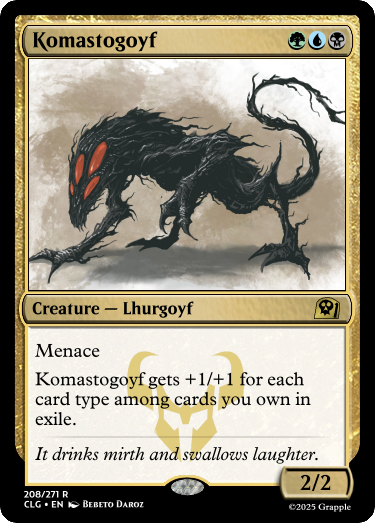 Komastogoyf
Creature — Lhurgoyf
Menace
Komastogoyf gets +1/+1 for each
card type among cards you own in
exile.
It drinks mirth and swallows laughter.
2/2
208/271 R
CLG • EN Bebeto Daroz
©2025 Grapple